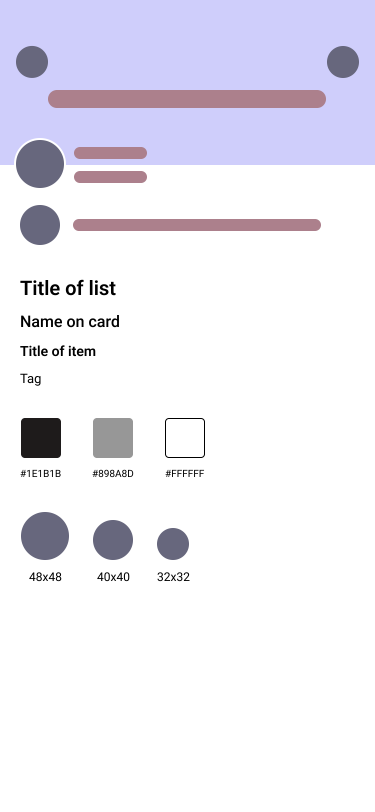 Title of list
Name on card
Title of item
Tag
#1E1B1B #898A8D #FFFFFF
48x48 40x40 32x32